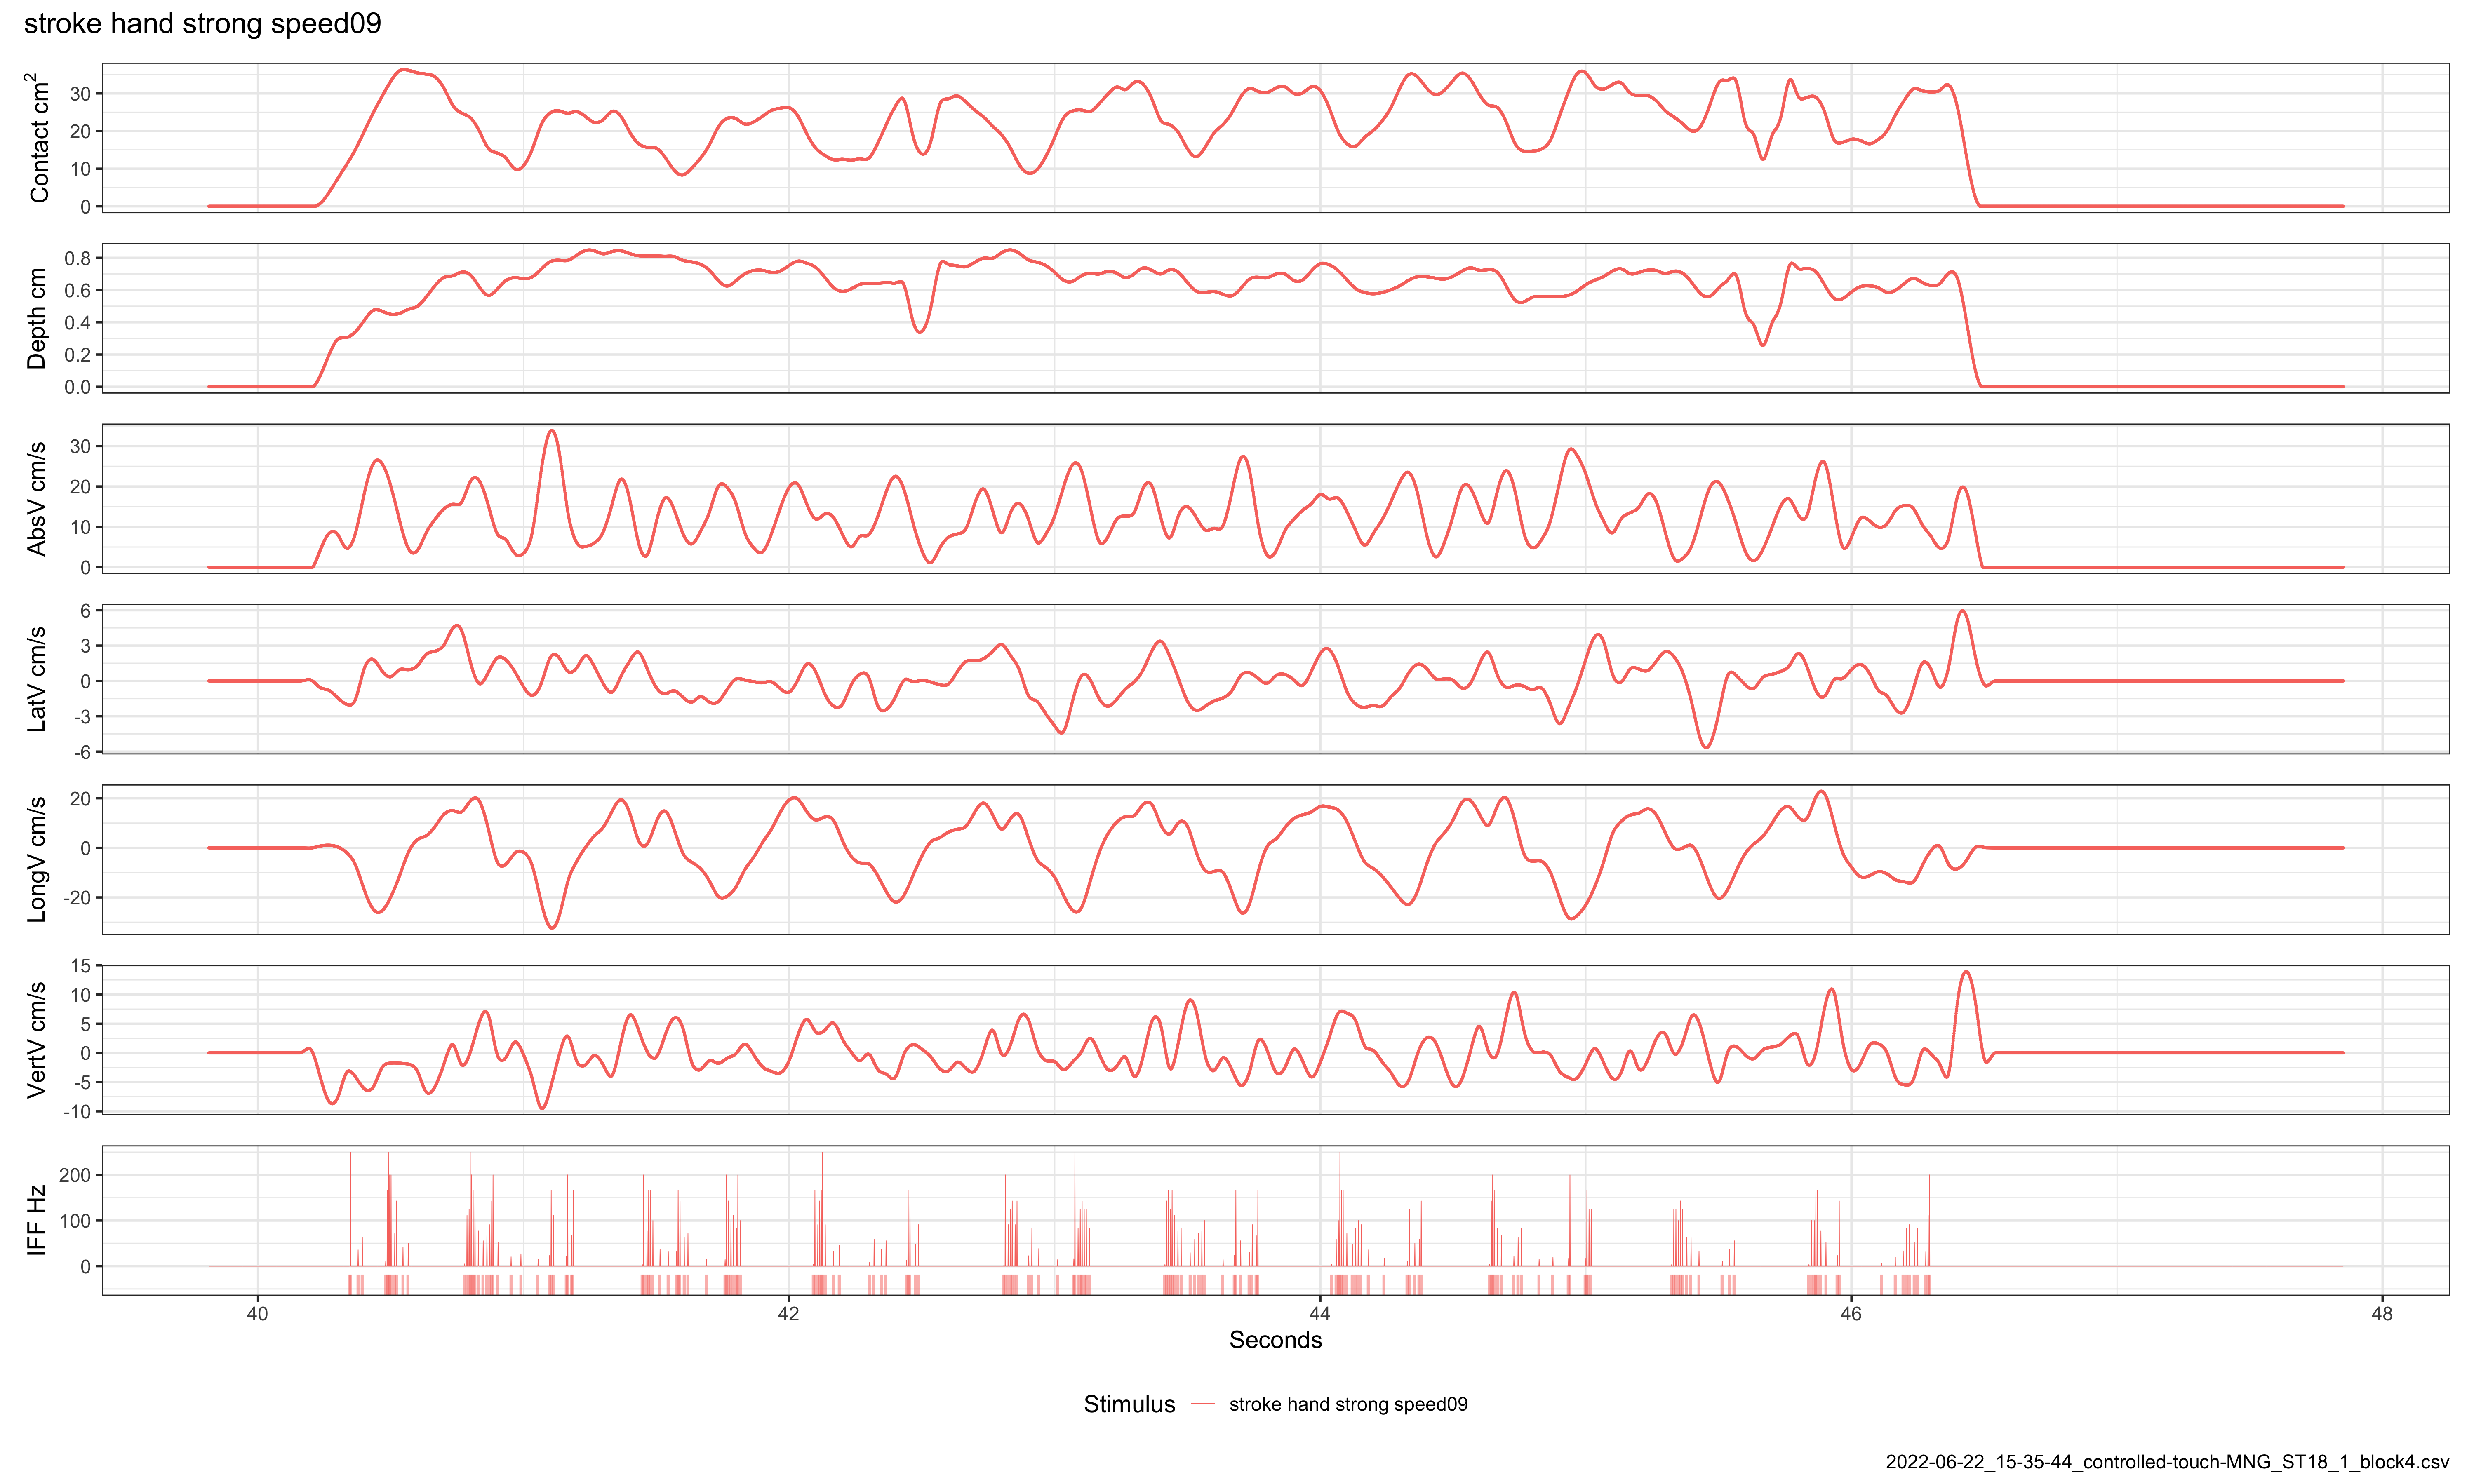 stroke hand strong speed09
Contact cm²
30
20
10
0
Depth cm
0.8
0.6
0.4
0.2
0.0
AbsV cm/s
30
20
10
0
LatV cm/s
6
3
0
-3
-6
LongV cm/s
20
0
-20
VertV cm/s
15
10
5
0
-5
-10
IFF Hz
200
100
0
40 42 44 46 48
Seconds
Stimulus stroke hand strong speed09
2022-06-22_15-35-44_controlled-touch-MNG_ST18_1_block4.csv